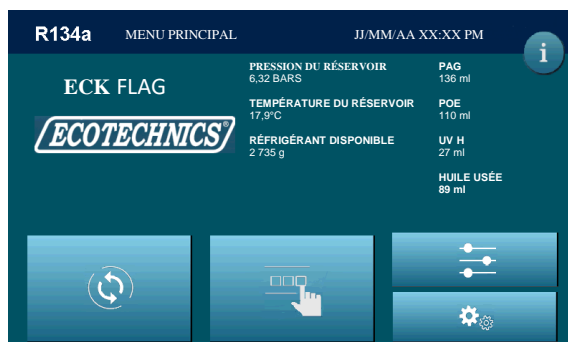 R134a MENU PRINCIPAL JJ/MM/AA XX:XX PM
i
ECK FLAG
ECOTECHNICS®
PRESSION DU RÉSERVOIR
6,32 BARS
TEMPÉRATURE DU RÉSERVOIR
17,9°C
RÉFRIGÉRANT DISPONIBLE
2 735 g
PAG
136 ml
POE
110 ml
UV H
27 ml
HUILE USÉE
89 ml